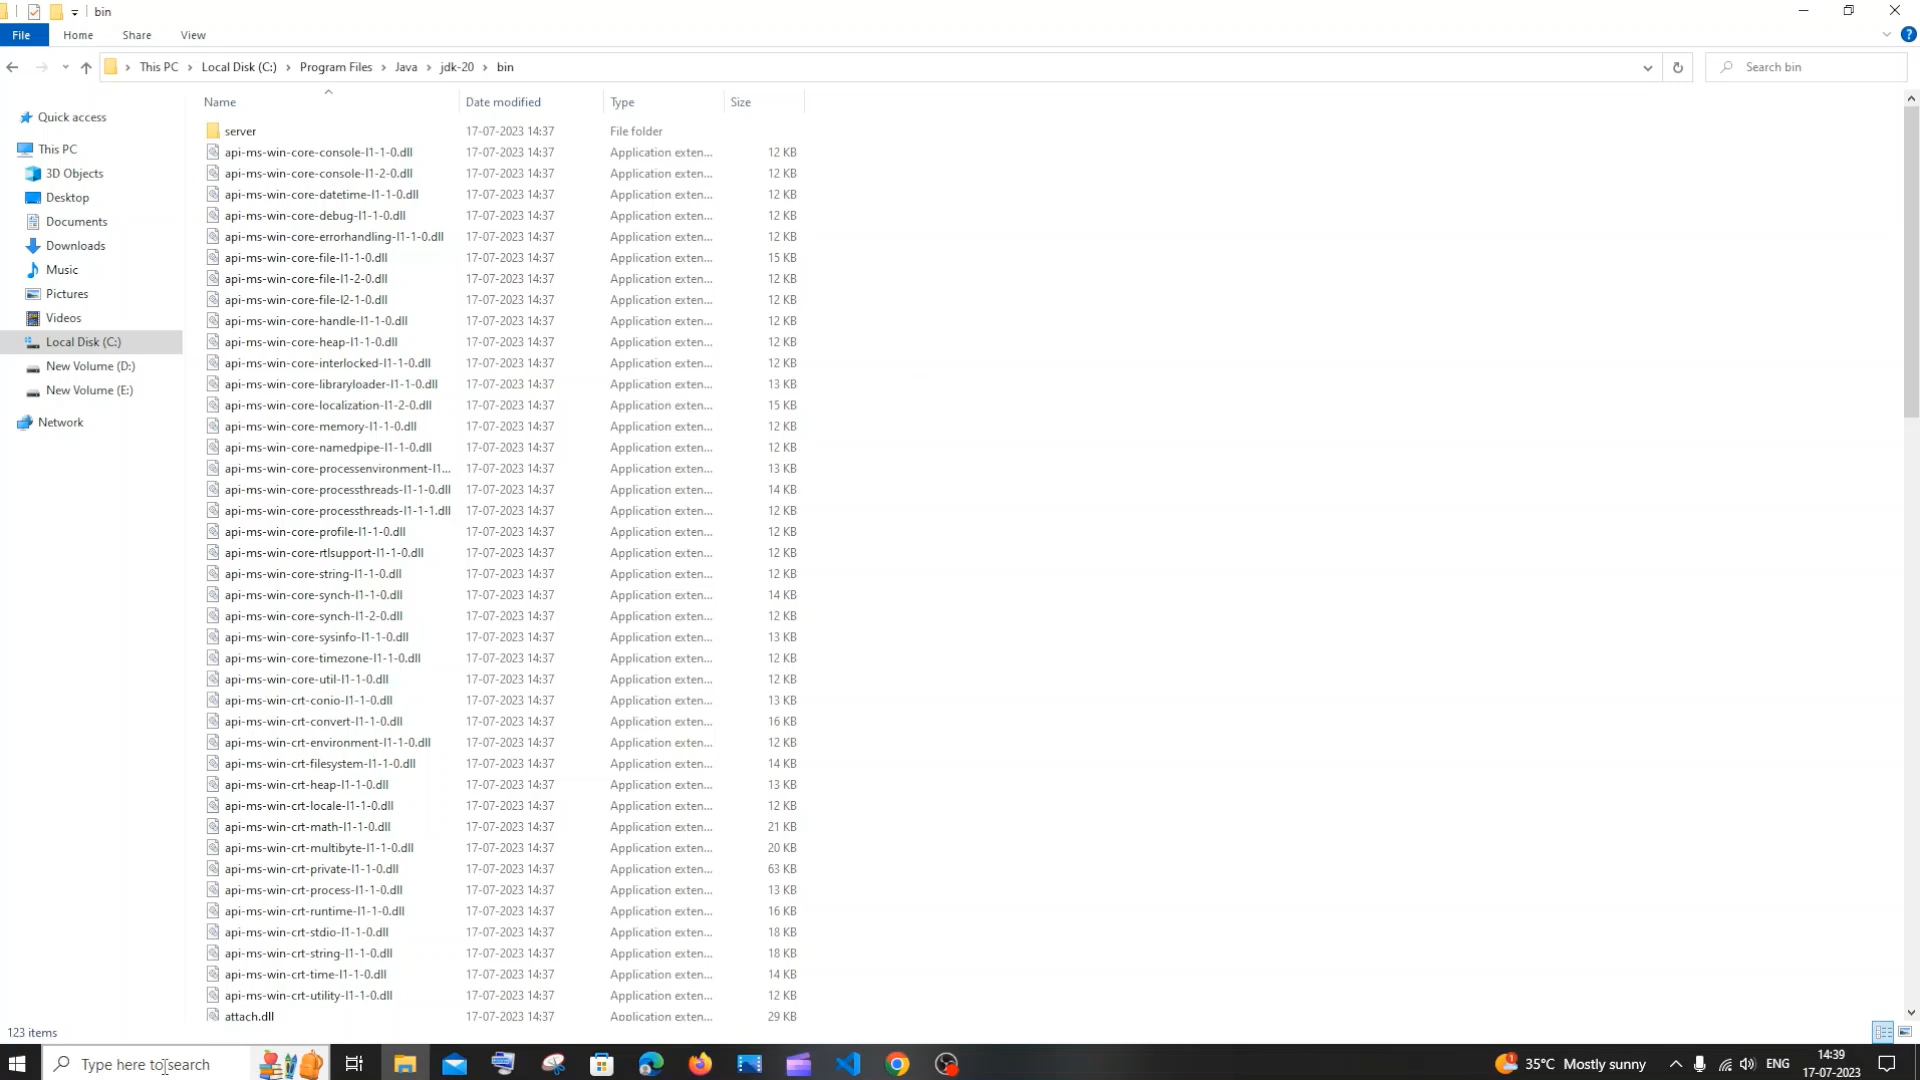 bin
File Home Share View
This PC Local Disk (C:) Program Files Java jdk-20 bin Search bin
Name Date modified Type Size
Quick access
This PC
3D Objects
Desktop
Documents
Downloads
Music
Pictures
Videos
Local Disk (C:)
New Volume (D:)
New Volume (E:)
Network
server 17-07-2023 14:37 File folder
api-ms-win-core-console-l1-1-0.dll 17-07-2023 14:37 Application exten... 12 KB
api-ms-win-core-console-l1-2-0.dll 17-07-2023 14:37 Application exten... 12 KB
api-ms-win-core-datetime-l1-1-0.dll 17-07-2023 14:37 Application exten... 12 KB
api-ms-win-core-debug-l1-1-0.dll 17-07-2023 14:37 Application exten... 12 KB
api-ms-win-core-errorhandling-l1-1-0.dll 17-07-2023 14:37 Application exten... 12 KB
api-ms-win-core-file-l1-1-0.dll 17-07-2023 14:37 Application exten... 15 KB
api-ms-win-core-file-l1-2-0.dll 17-07-2023 14:37 Application exten... 12 KB
api-ms-win-core-file-l2-1-0.dll 17-07-2023 14:37 Application exten... 12 KB
api-ms-win-core-handle-l1-1-0.dll 17-07-2023 14:37 Application exten... 12 KB
api-ms-win-core-heap-l1-1-0.dll 17-07-2023 14:37 Application exten... 12 KB
api-ms-win-core-interlocked-l1-1-0.dll 17-07-2023 14:37 Application exten... 12 KB
api-ms-win-core-libraryloader-l1-1-0.dll 17-07-2023 14:37 Application exten... 13 KB
api-ms-win-core-localization-l1-2-0.dll 17-07-2023 14:37 Application exten... 15 KB
api-ms-win-core-memory-l1-1-0.dll 17-07-2023 14:37 Application exten... 12 KB
api-ms-win-core-namedpipe-l1-1-0.dll 17-07-2023 14:37 Application exten... 12 KB
api-ms-win-core-processenvironment-l1... 17-07-2023 14:37 Application exten... 13 KB
api-ms-win-core-processthreads-l1-1-0.dll 17-07-2023 14:37 Application exten... 14 KB
api-ms-win-core-processthreads-l1-1-1.dll 17-07-2023 14:37 Application exten... 12 KB
api-ms-win-core-profile-l1-1-0.dll 17-07-2023 14:37 Application exten... 12 KB
api-ms-win-core-rtlsupport-l1-1-0.dll 17-07-2023 14:37 Application exten... 12 KB
api-ms-win-core-string-l1-1-0.dll 17-07-2023 14:37 Application exten... 12 KB
api-ms-win-core-synch-l1-1-0.dll 17-07-2023 14:37 Application exten... 14 KB
api-ms-win-core-synch-l1-2-0.dll 17-07-2023 14:37 Application exten... 12 KB
api-ms-win-core-sysinfo-l1-1-0.dll 17-07-2023 14:37 Application exten... 13 KB
api-ms-win-core-timezone-l1-1-0.dll 17-07-2023 14:37 Application exten... 12 KB
api-ms-win-core-util-l1-1-0.dll 17-07-2023 14:37 Application exten... 12 KB
api-ms-win-crt-conio-l1-1-0.dll 17-07-2023 14:37 Application exten... 13 KB
api-ms-win-crt-convert-l1-1-0.dll 17-07-2023 14:37 Application exten... 16 KB
api-ms-win-crt-environment-l1-1-0.dll 17-07-2023 14:37 Application exten... 12 KB
api-ms-win-crt-filesystem-l1-1-0.dll 17-07-2023 14:37 Application exten... 14 KB
api-ms-win-crt-heap-l1-1-0.dll 17-07-2023 14:37 Application exten... 13 KB
api-ms-win-crt-locale-l1-1-0.dll 17-07-2023 14:37 Application exten... 12 KB
api-ms-win-crt-math-l1-1-0.dll 17-07-2023 14:37 Application exten... 21 KB
api-ms-win-crt-multibyte-l1-1-0.dll 17-07-2023 14:37 Application exten... 20 KB
api-ms-win-crt-private-l1-1-0.dll 17-07-2023 14:37 Application exten... 63 KB
api-ms-win-crt-process-l1-1-0.dll 17-07-2023 14:37 Application exten... 13 KB
api-ms-win-crt-runtime-l1-1-0.dll 17-07-2023 14:37 Application exten... 16 KB
api-ms-win-crt-stdio-l1-1-0.dll 17-07-2023 14:37 Application exten... 18 KB
api-ms-win-crt-string-l1-1-0.dll 17-07-2023 14:37 Application exten... 18 KB
api-ms-win-crt-time-l1-1-0.dll 17-07-2023 14:37 Application exten... 14 KB
api-ms-win-crt-utility-l1-1-0.dll 17-07-2023 14:37 Application exten... 12 KB
attach.dll 17-07-2023 14:37 Application exten... 29 KB
123 items
Type here to search
35°C Mostly sunny ENG
14:39
17-07-2023